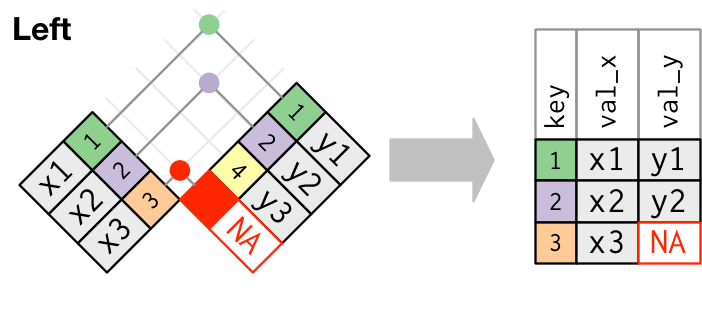 Left
1 x1
2 x2
3 x3
1 y1
2 y2
4 y3
NA
key val_x val_y
1 x1 y1
2 x2 y2
3 x3 NA